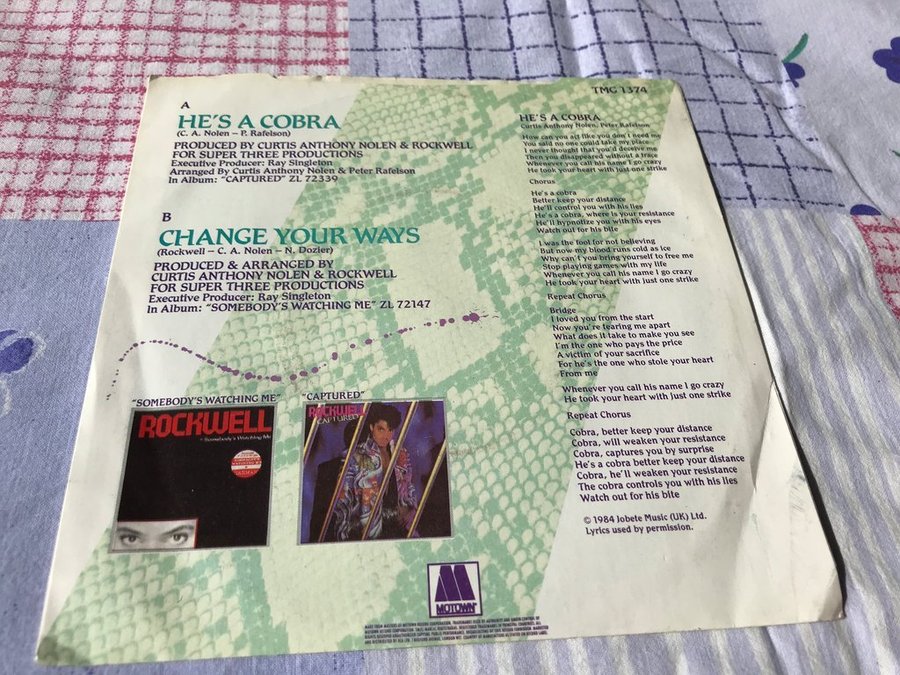 TMC 1374
A
HE'S A COBRA
(C. A. Nolen – P. Rafelson)
PRODUCED BY CURTIS ANTHONY NOLEN & ROCKWELL
FOR SUPER THREE PRODUCTIONS
Executive Producer: Ray Singleton
Arranged By Curtis Anthony Nolen & Peter Rafelson
In Album: "CAPTURED" ZL 72339
B
CHANGE YOUR WAYS
(Rockwell – C. A. Nolen – N. Dozier)
PRODUCED & ARRANGED BY
CURTIS ANTHONY NOLEN & ROCKWELL
FOR SUPER THREE PRODUCTIONS
Executive Producer: Ray Singleton
In Album: "SOMEBODY'S WATCHING ME" ZL 72147
"SOMEBODY'S WATCHING ME"
ROCKWELL
Somebody's Watching Me
"CAPTURED"
ROCKWELL
CAPTURED
HE'S A COBRA
Curtis Anthony Nolen, Peter Rafelson
How can you act like you don't need me
You said no one could take my place
I never thought that you'd deceive me
Then you disappeared without a trace
Whenever you call his name I go crazy
He took your heart with just one strike
Chorus
He's a cobra
Better keep your distance
He'll control you with his lies
He's a cobra, where is your resistance
He'll hypnotize you with his eyes
Watch out for his bite
I was the fool for not believing
But now my blood runs cold as ice
Why can't you bring yourself to free me
Stop playing games with my life
Whenever you call his name I go crazy
He took your heart with just one strike
Repeat Chorus
Bridge
I loved you from the start
Now you're tearing me apart
What does it take to make you see
I'm the one who pays the price
A victim of your sacrifice
For he's the one who stole your heart
From me
Whenever you call his name I go crazy
He took your heart with just one strike
Repeat Chorus
Cobra, better keep your distance
Cobra, will weaken your resistance
Cobra, captures you by surprise
He's a cobra better keep your distance
Cobra, he'll weaken your resistance
The cobra controls you with his lies
Watch out for his bite
© 1984 Jobete Music (UK) Ltd.
Lyrics used by permission.
M
MOTOWN